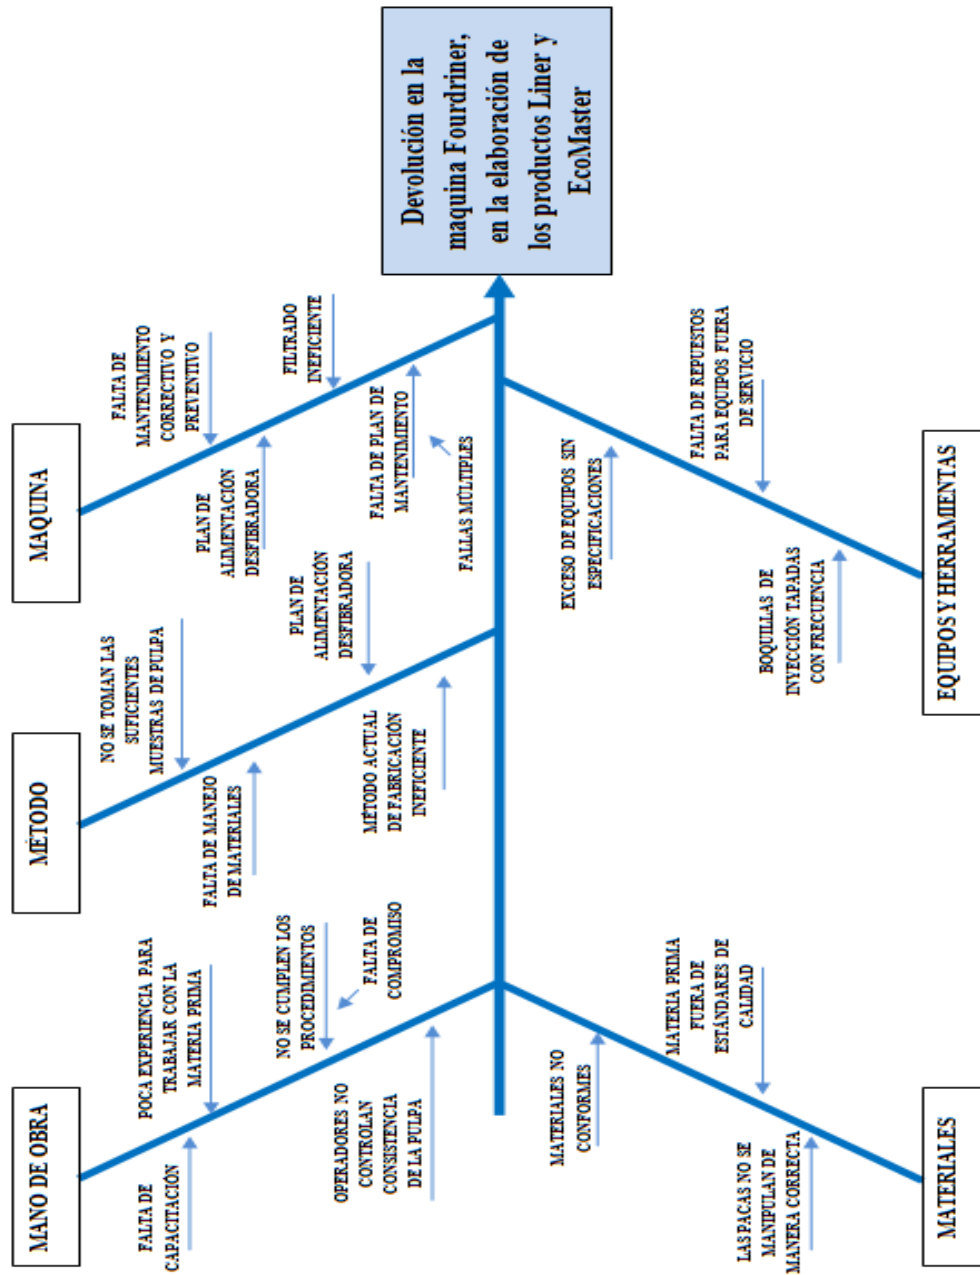 MANO DE OBRA
FALTA DE
CAPACITACIÓN
POCA EXPERIENCIA PARA
TRABAJAR CON LA
MATERIA PRIMA
NO SE CUMPLEN LOS
PROCEDIMIENTOS
FALTA DE
COMPROMISO
OPERADORES NO
CONTROLAN
CONSISTENCIA
DE LA PULPA
MÉTODO
NO SE TOMAN LAS
SUFICIENTES
MUESTRAS DE PULPA
FALTA DE MANEJO
DE MATERIALES
PLAN DE
ALIMENTACIÓN
DESFIBRADORA
MÉTODO ACTUAL
DE FABRICACIÓN
INEFICIENTE
MAQUINA
FALTA DE
MANTENIMIENTO
CORRECTIVO Y
PREVENTIVO
PLAN DE
ALIMENTACIÓN
DESFIBRADORA
FILTRADO
INEFICIENTE
FALTA DE PLAN DE
MANTENIMIENTO
FALLAS MÚLTIPLES
Devolución en la
maquina Fourdriner,
en la elaboración de
los productos Liner y
EcoMaster
MATERIALES NO
CONFORMES
MATERIA PRIMA
FUERA DE
ESTÁNDARES DE
CALIDAD
LAS PACAS NO SE
MANIPULAN DE
MANERA CORRECTA
MATERIALES
EXCESO DE EQUIPOS SIN
ESPECIFICACIONES
FALTA DE REPUESTOS
PARA EQUIPOS FUERA
DE SERVICIO
BOQUILLAS DE
INYECCIÓN TAPADAS
CON FRECUENCIA
EQUIPOS Y HERRAMIENTAS